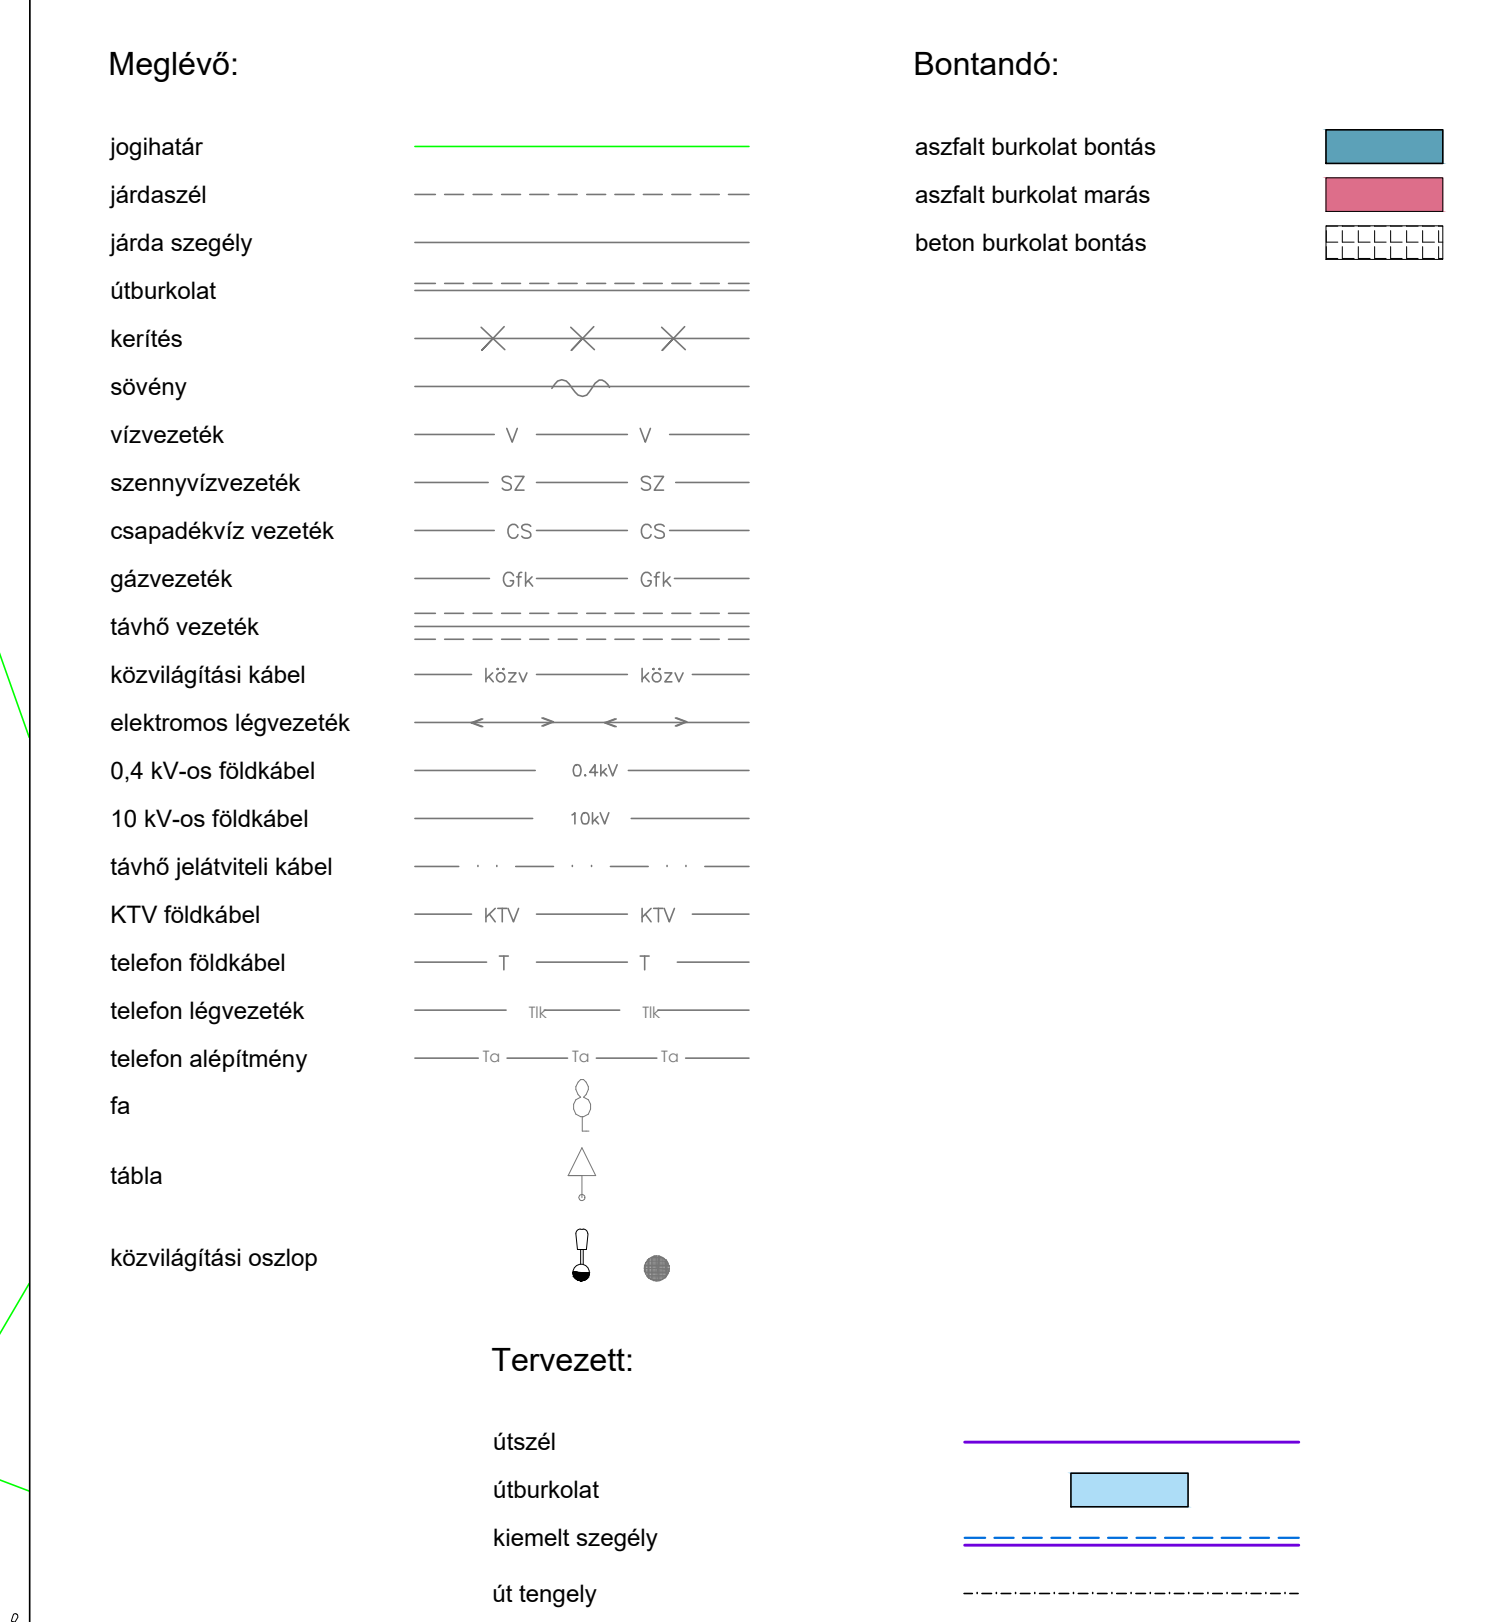 Meglévő:
jogihatár
járdaszél
járda szegély
útburkolat
kerítés
sövény
vízvezeték V V
szennyvízvezeték SZ SZ
csapadékvíz vezeték CS CS
gázvezeték Gfk Gfk
távhő vezeték
közvilágítási kábel közv közv
elektromos légvezeték
0,4 kV-os földkábel 0.4kV
10 kV-os földkábel 10kV
távhő jelátviteli kábel
KTV földkábel KTV KTV
telefon földkábel T T
telefon légvezeték Tlk Tlk
telefon alépítmény Ta Ta Ta
fa
tábla
közvilágítási oszlop
Bontandó:
aszfalt burkolat bontás
aszfalt burkolat marás
beton burkolat bontás
Tervezett:
útszél
útburkolat
kiemelt szegély
út tengely